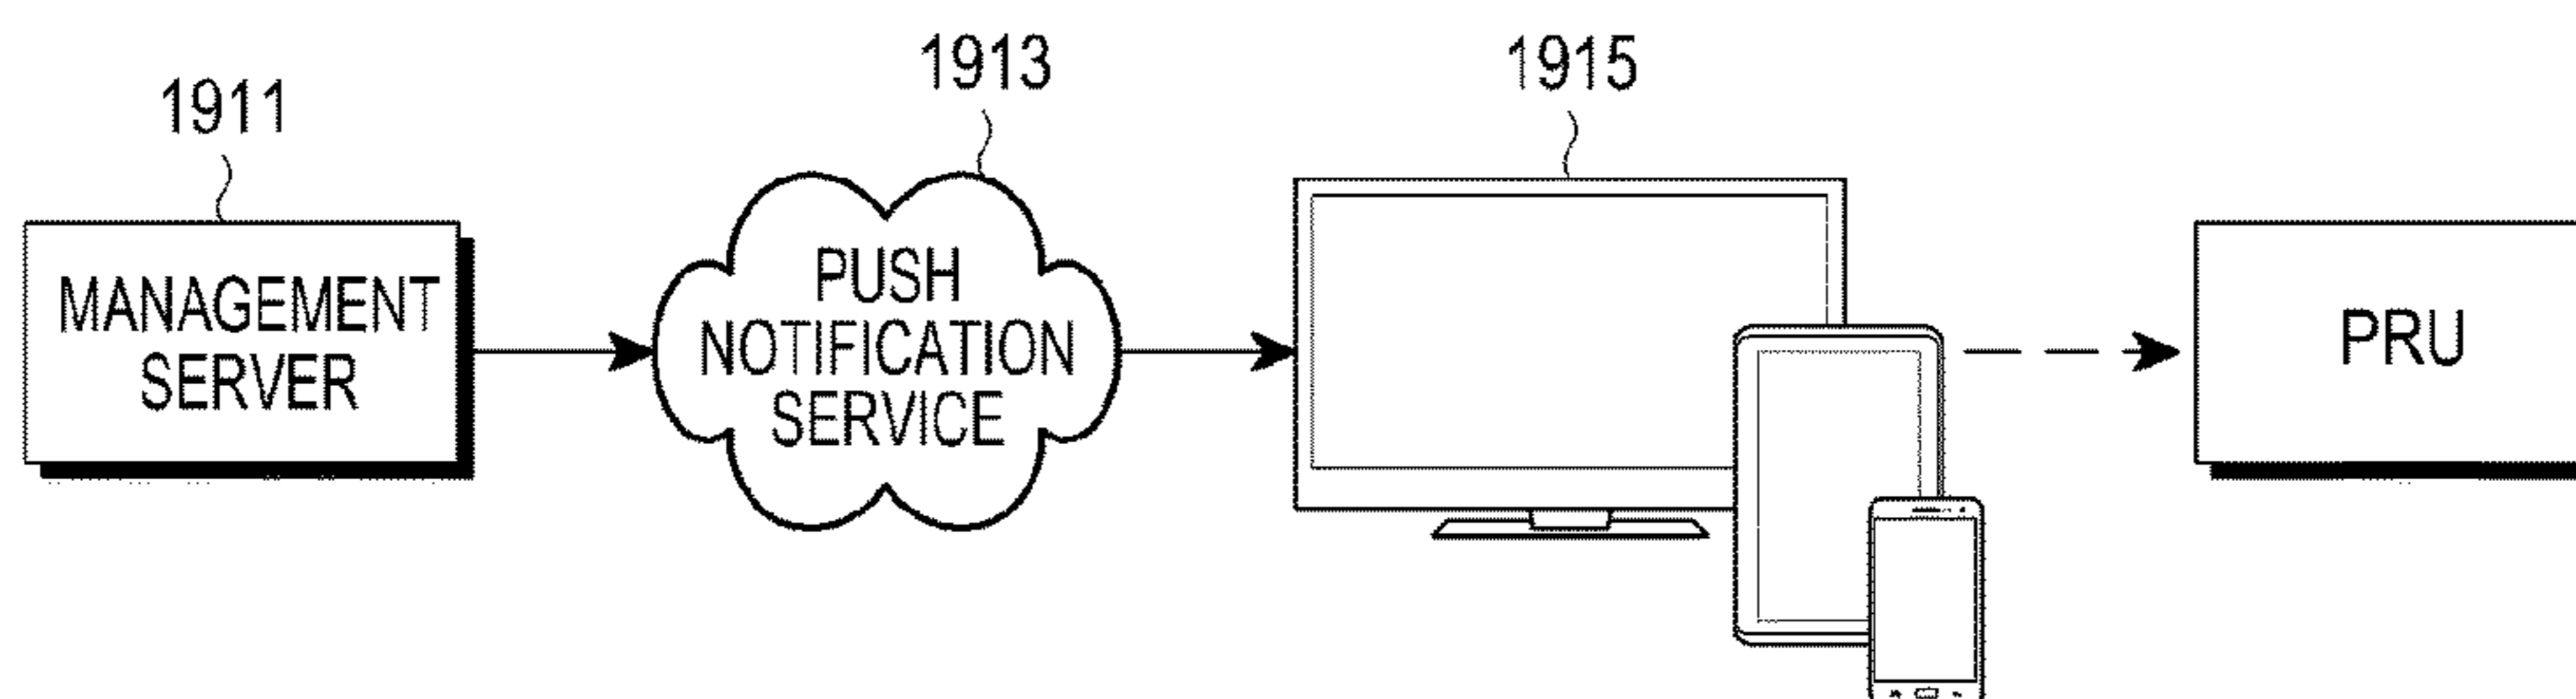 1911
1913
1915
MANAGEMENT
SERVER
PUSH
NOTIFICATION
SERVICE
PRU